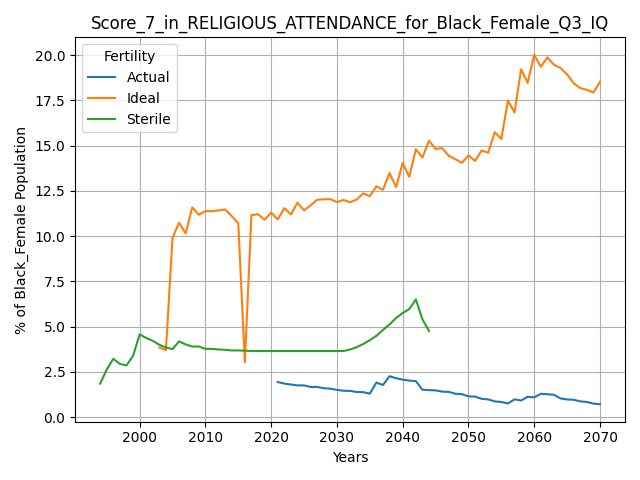 Score_7_in_RELIGIOUS_ATTENDANCE_for_Black_Female_Q3_IQ
Fertility
Actual
Ideal
Sterile
% of Black_Female Population
20.0
17.5
15.0
12.5
10.0
7.5
5.0
2.5
0.0
2000 2010 2020 2030 2040 2050 2060 2070
Years